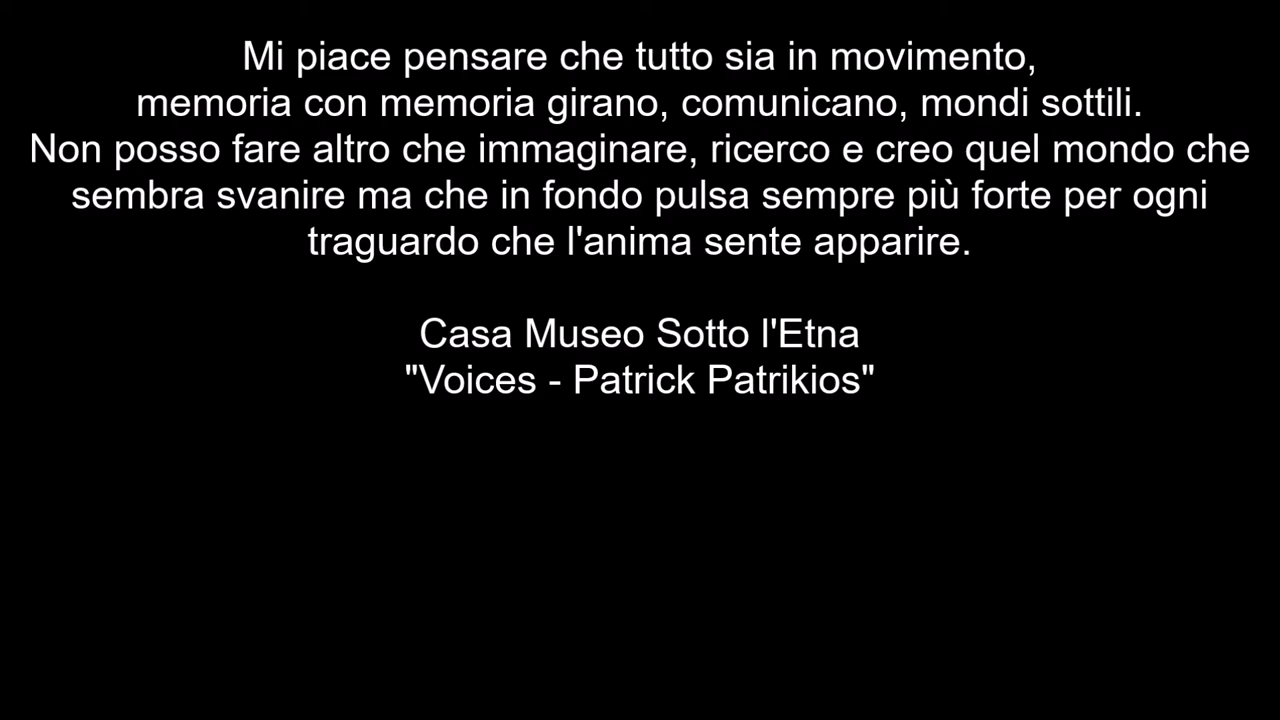 Mi piace pensare che tutto sia in movimento,
memoria con memoria girano, comunicano, mondi sottili.
Non posso fare altro che immaginare, ricerco e creo quel mondo che
sembra svanire ma che in fondo pulsa sempre più forte per ogni
traguardo che l'anima sente apparire.
Casa Museo Sotto l'Etna
"Voices - Patrick Patrikios"